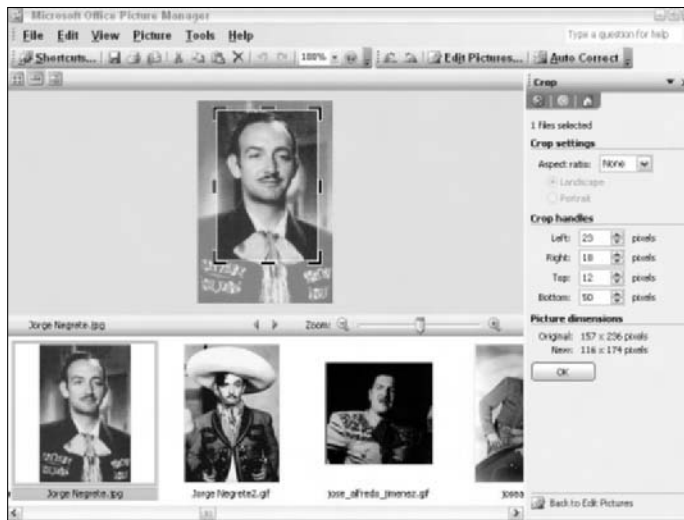 Microsoft Office Picture Manager
File Edit View Picture Tools Help
Type a question for help
Shortcuts... 100% Edit Pictures... Auto Correct
Crop
1 files selected
Crop settings
Aspect ratio: None
Landscape
Portrait
Crop handles
Left: 23 pixels
Right: 18 pixels
Top: 12 pixels
Bottom: 50 pixels
Picture dimensions
Original: 157 x 236 pixels
New: 116 x 174 pixels
OK
Jorge Negrete.jpg Zoom:
Jorge Negrete.jpg Jorge Negrete2.gif jose_alfredo_jimenez.gif josea
Back to Edit Pictures